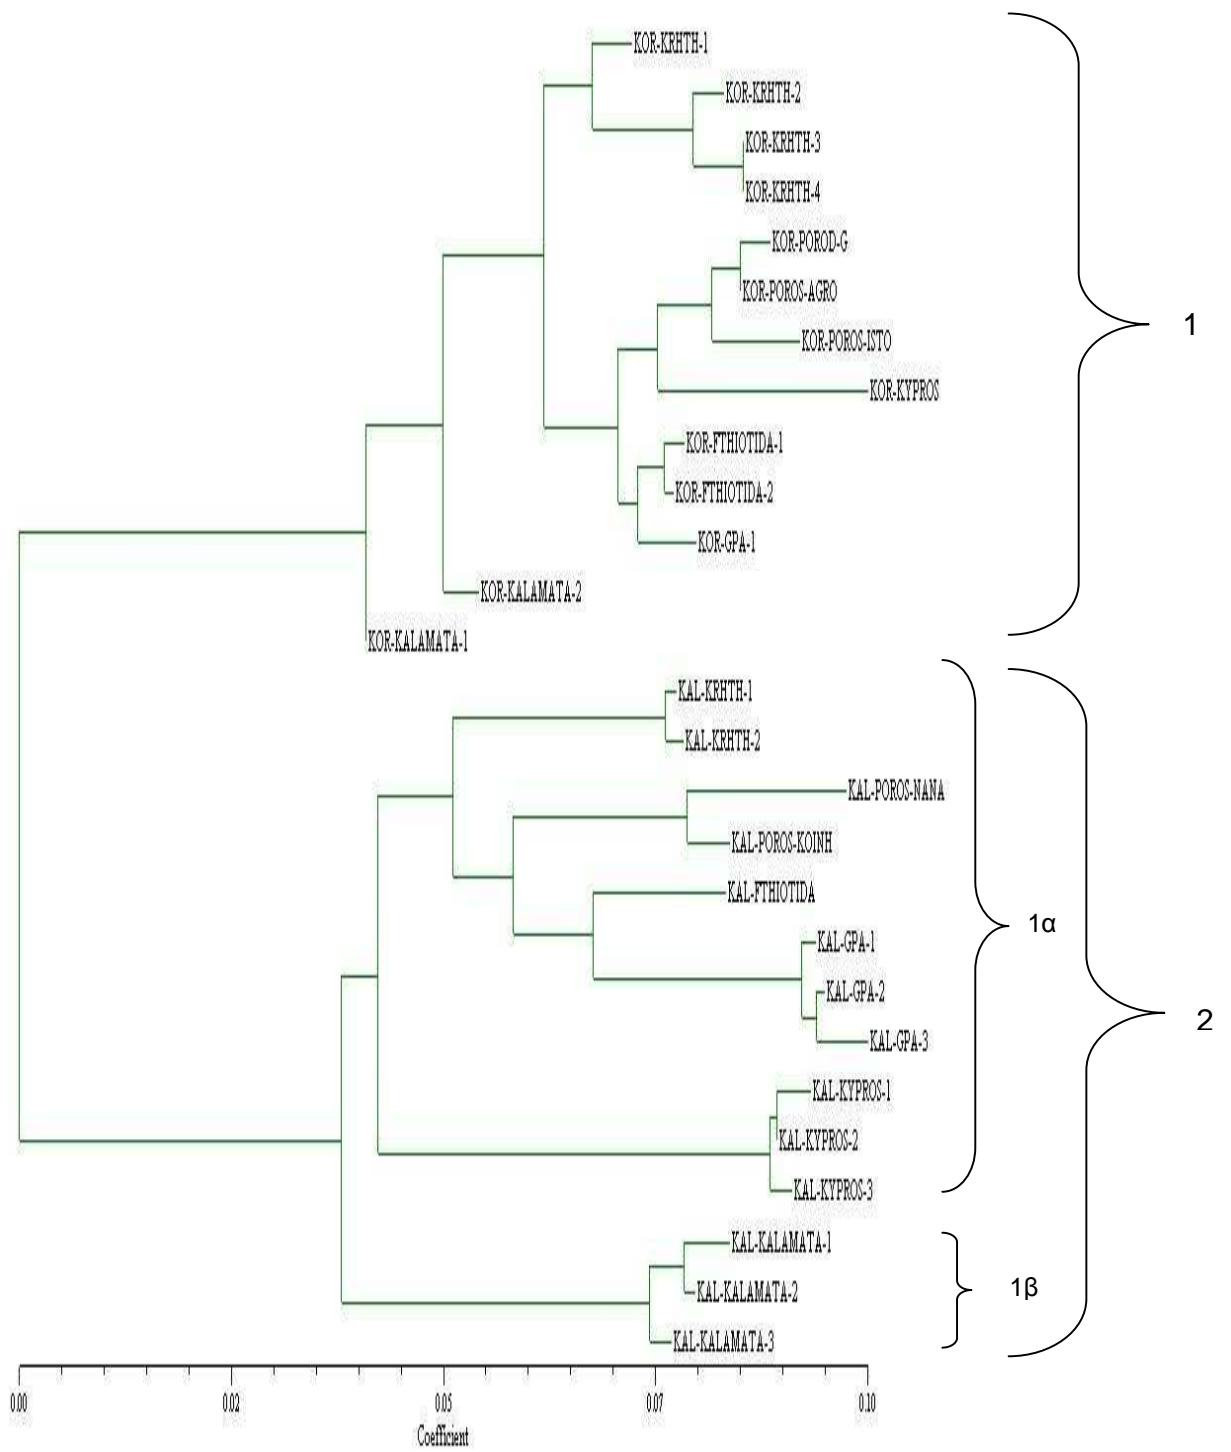 KOR-KRHTH-1
KOR-KRHTH-2
KOR-KRHTH-3
KOR-KRHTH-4
KOR-POROD-G
KOR-POROS-AGRO
1
KOR-POROS-ISTO
KOR-KYPROS
KOR-FTHIOTIDA-1
KOR-FTHIOTIDA-2
KOR-GPA-1
KOR-KALAMATA-2
KOR-KALAMATA-1
KAL-KRHTH-1
KAL-KRHTH-2
KAL-POROS-NANA
KAL-POROS-KOINH
KAL-FTHIOTIDA
1α
KAL-GPA-1
KAL-GPA-2
2
KAL-GPA-3
KAL-KYPROS-1
KAL-KYPROS-2
KAL-KYPROS-3
KAL-KALAMATA-1
1β
KAL-KALAMATA-2
KAL-KALAMATA-3
0.00 0.02 0.05 0.07 0.10
Coefficient